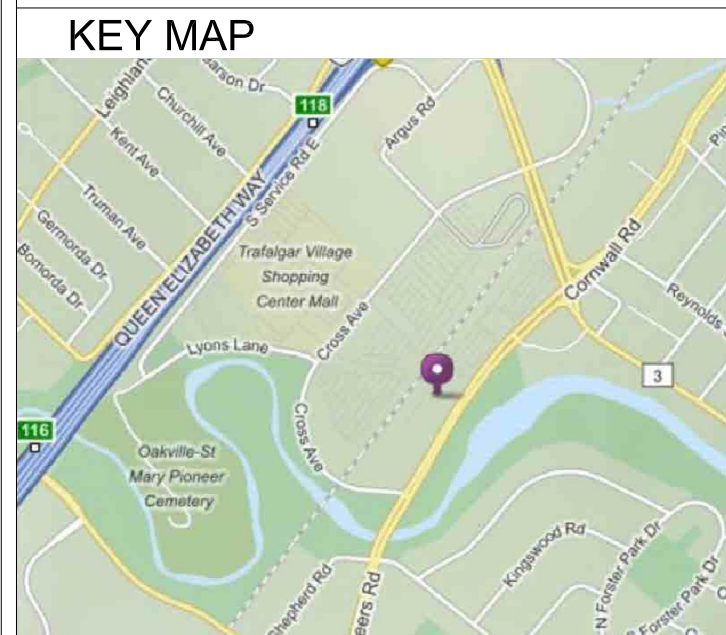 KEY MAP
Leighland
earson Dr
118
Churchill Ave
Argus Rd
Kent Ave
S Service Rd E
QUEEN ELIZABETH WAY
Truman Ave
Germorda Dr
Bomorda Dr
Trafalgar Village
Shopping
Center Mall
Cornwall Rd
Reynolds
Lyons Lane
Cross Ave
3
116
Cross Ave
Oakville-St
Mary Pioneer
Cemetery
Kingswood Rd
N Forster Park Dr
Forster Park Dr
Shepherd Rd
eers Rd